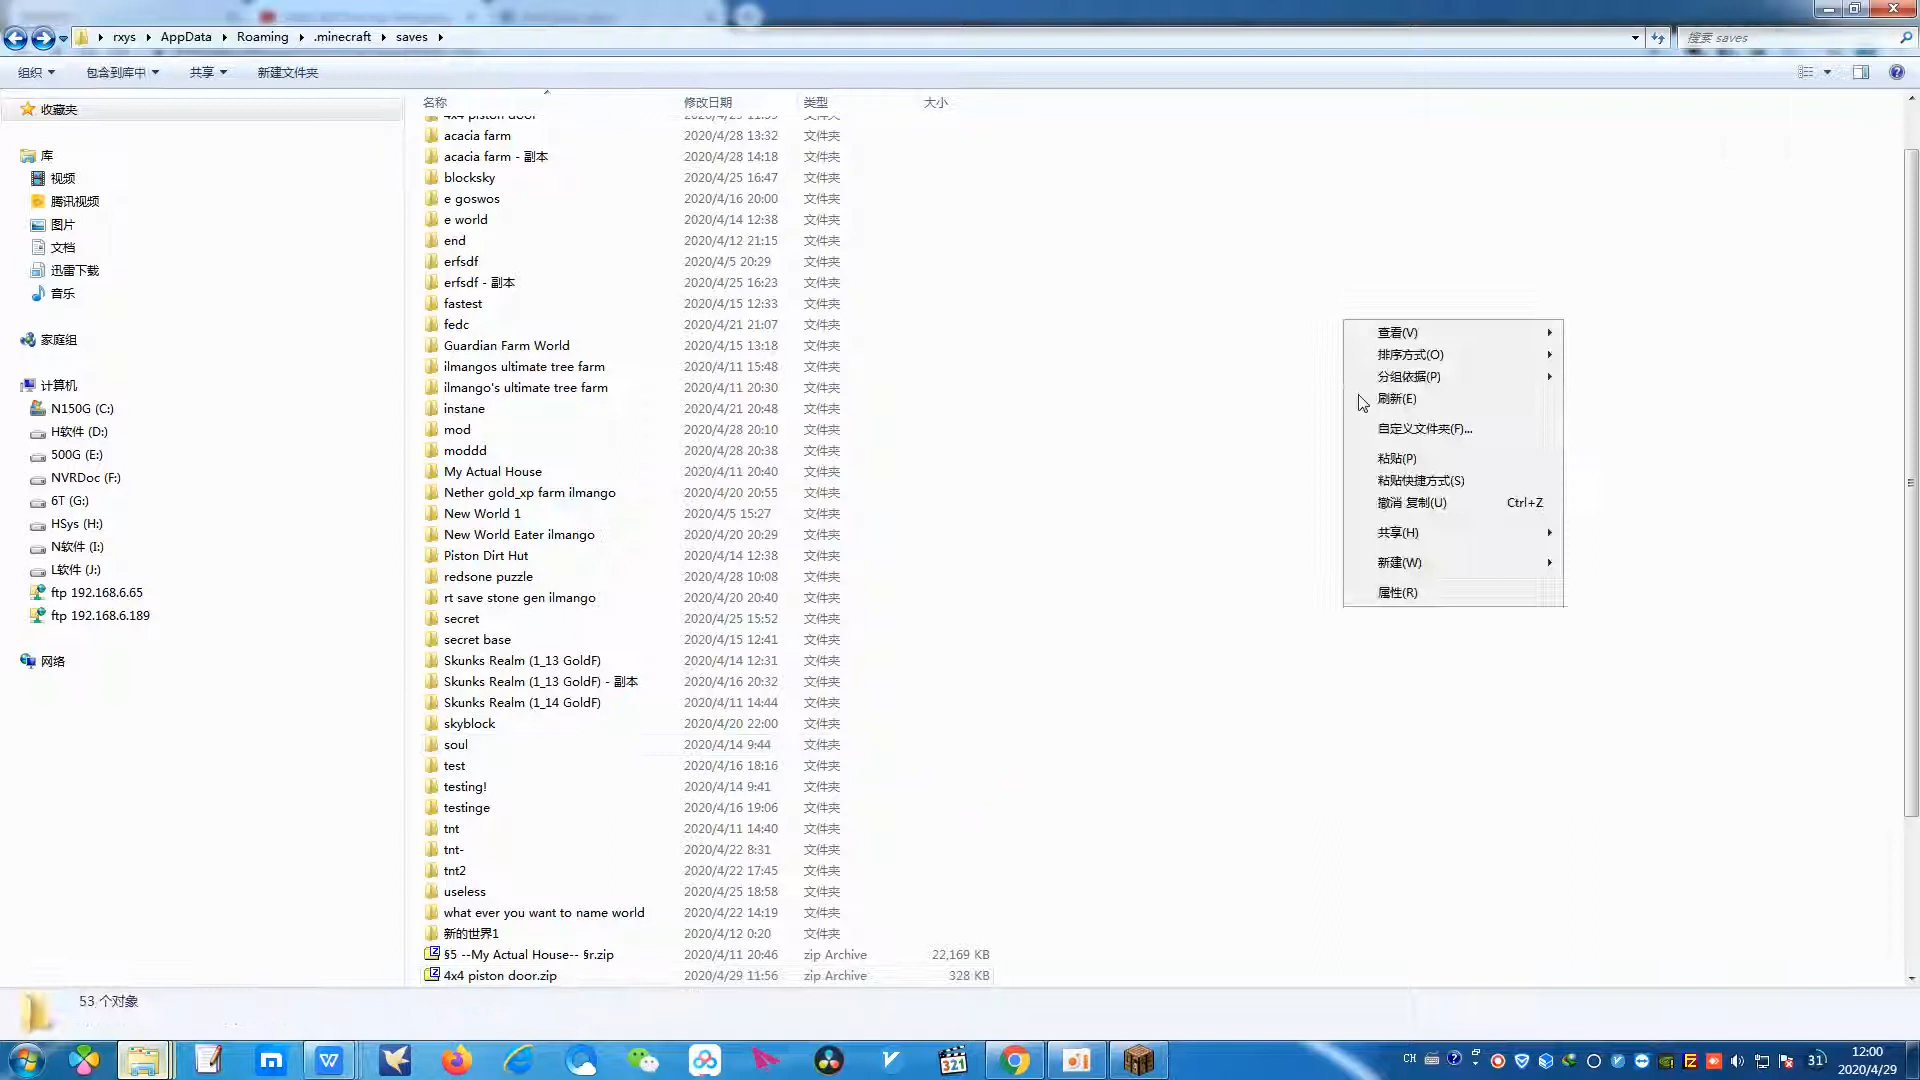 rxys
AppData
Roaming
.minecraft
saves
搜索 saves
组织
包含到库中
共享
新建文件夹
收藏夹
库
视频
腾讯视频
图片
文档
迅雷下载
音乐
家庭组
计算机
N150G (C:)
H软件 (D:)
500G (E:)
NVRDoc (F:)
6T (G:)
HSys (H:)
N软件 (I:)
L软件 (J:)
ftp 192.168.6.65
ftp 192.168.6.189
网络
名称 修改日期 类型 大小
4x4 piston door 文件夹
acacia farm 2020/4/28 13:32 文件夹
acacia farm - 副本 2020/4/28 14:18 文件夹
blocksky 2020/4/25 16:47 文件夹
e goswos 2020/4/16 20:00 文件夹
e world 2020/4/14 12:38 文件夹
end 2020/4/12 21:15 文件夹
erfsdf 2020/4/5 20:29 文件夹
erfsdf - 副本 2020/4/25 16:23 文件夹
fastest 2020/4/15 12:33 文件夹
fedc 2020/4/21 21:07 文件夹
Guardian Farm World 2020/4/15 13:18 文件夹
ilmangos ultimate tree farm 2020/4/11 15:48 文件夹
ilmango's ultimate tree farm 2020/4/11 20:30 文件夹
instane 2020/4/21 20:48 文件夹
mod 2020/4/28 20:10 文件夹
moddd 2020/4/28 20:38 文件夹
My Actual House 2020/4/11 20:40 文件夹
Nether gold_xp farm ilmango 2020/4/20 20:55 文件夹
New World 1 2020/4/5 15:27 文件夹
New World Eater ilmango 2020/4/20 20:29 文件夹
Piston Dirt Hut 2020/4/14 12:38 文件夹
redsone puzzle 2020/4/28 10:08 文件夹
rt save stone gen ilmango 2020/4/20 20:40 文件夹
secret 2020/4/25 15:52 文件夹
secret base 2020/4/15 12:41 文件夹
Skunks Realm (1_13 GoldF) 2020/4/14 12:31 文件夹
Skunks Realm (1_13 GoldF) - 副本 2020/4/16 20:32 文件夹
Skunks Realm (1_14 GoldF) 2020/4/11 14:44 文件夹
skyblock 2020/4/20 22:00 文件夹
soul 2020/4/14 9:44 文件夹
test 2020/4/16 18:16 文件夹
testing! 2020/4/14 9:41 文件夹
testinge 2020/4/16 19:06 文件夹
tnt 2020/4/11 14:40 文件夹
tnt- 2020/4/22 8:31 文件夹
tnt2 2020/4/22 17:45 文件夹
useless 2020/4/25 18:58 文件夹
what ever you want to name world 2020/4/22 14:19 文件夹
新的世界1 2020/4/12 0:20 文件夹
§5 --My Actual House-- §r.zip 2020/4/11 20:46 zip Archive 22,169 KB
4x4 piston door.zip 2020/4/29 11:56 zip Archive 328 KB
查看(V)
排序方式(O)
分组依据(P)
刷新(E)
自定义文件夹(F)...
粘贴(P)
粘贴快捷方式(S)
撤消 复制(U) Ctrl+Z
共享(H)
新建(W)
属性(R)
53 个对象
321
CH
31
12:00
2020/4/29